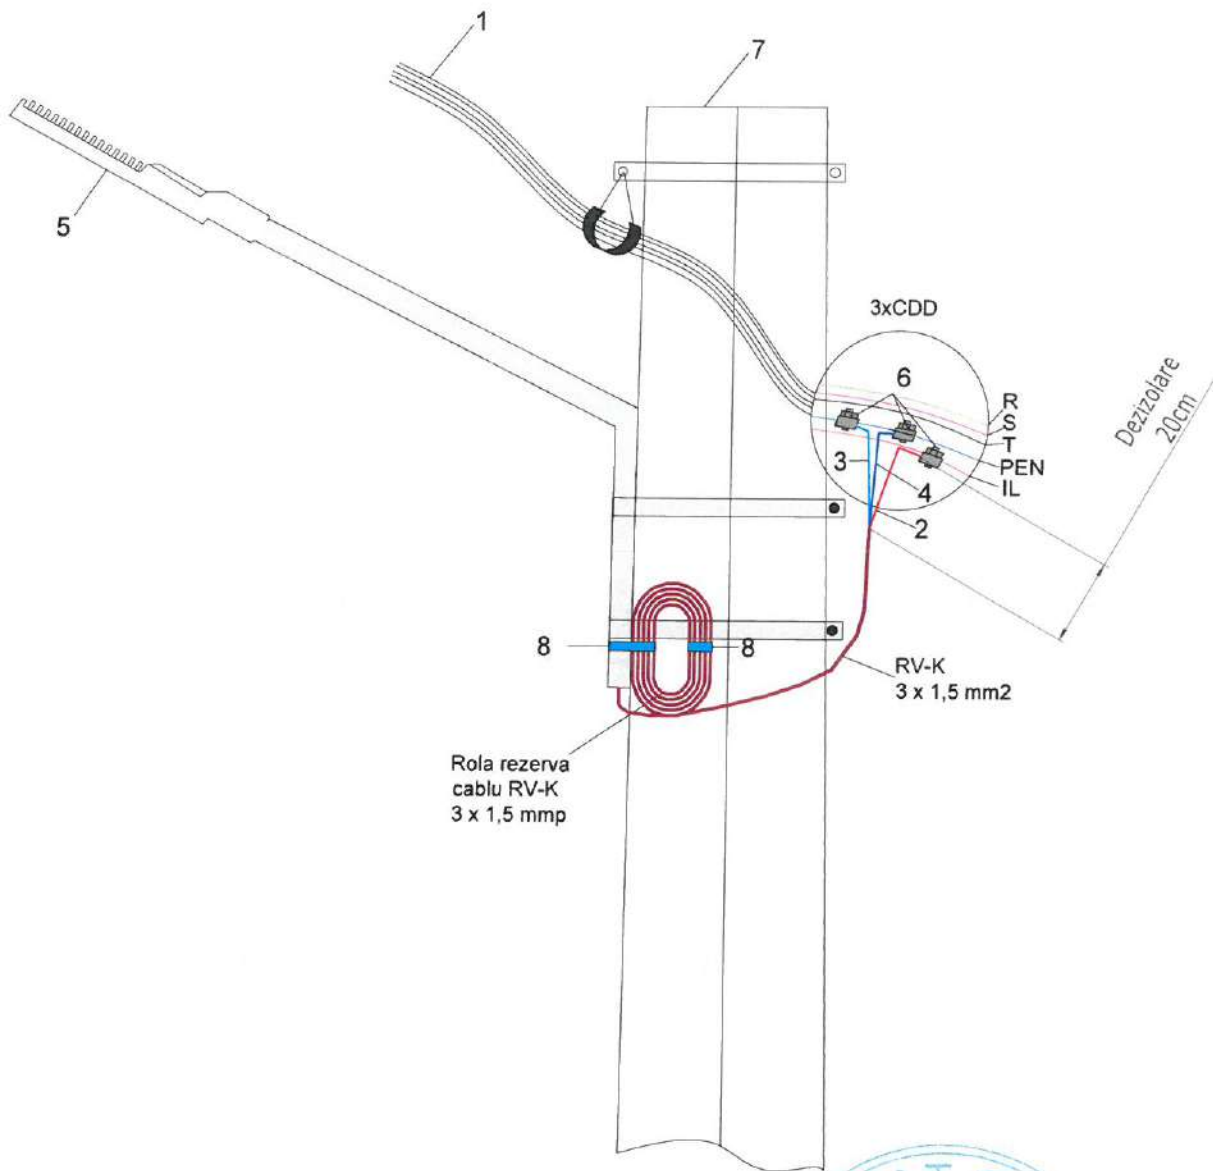 1
7
5
3xCDD
6
R
S
T
PEN
IL
3
4
2
Dezizolare
20cm
8
8
RV-K
3 x 1,5 mm2
Rola rezerva
cablu RV-K
3 x 1,5 mmp